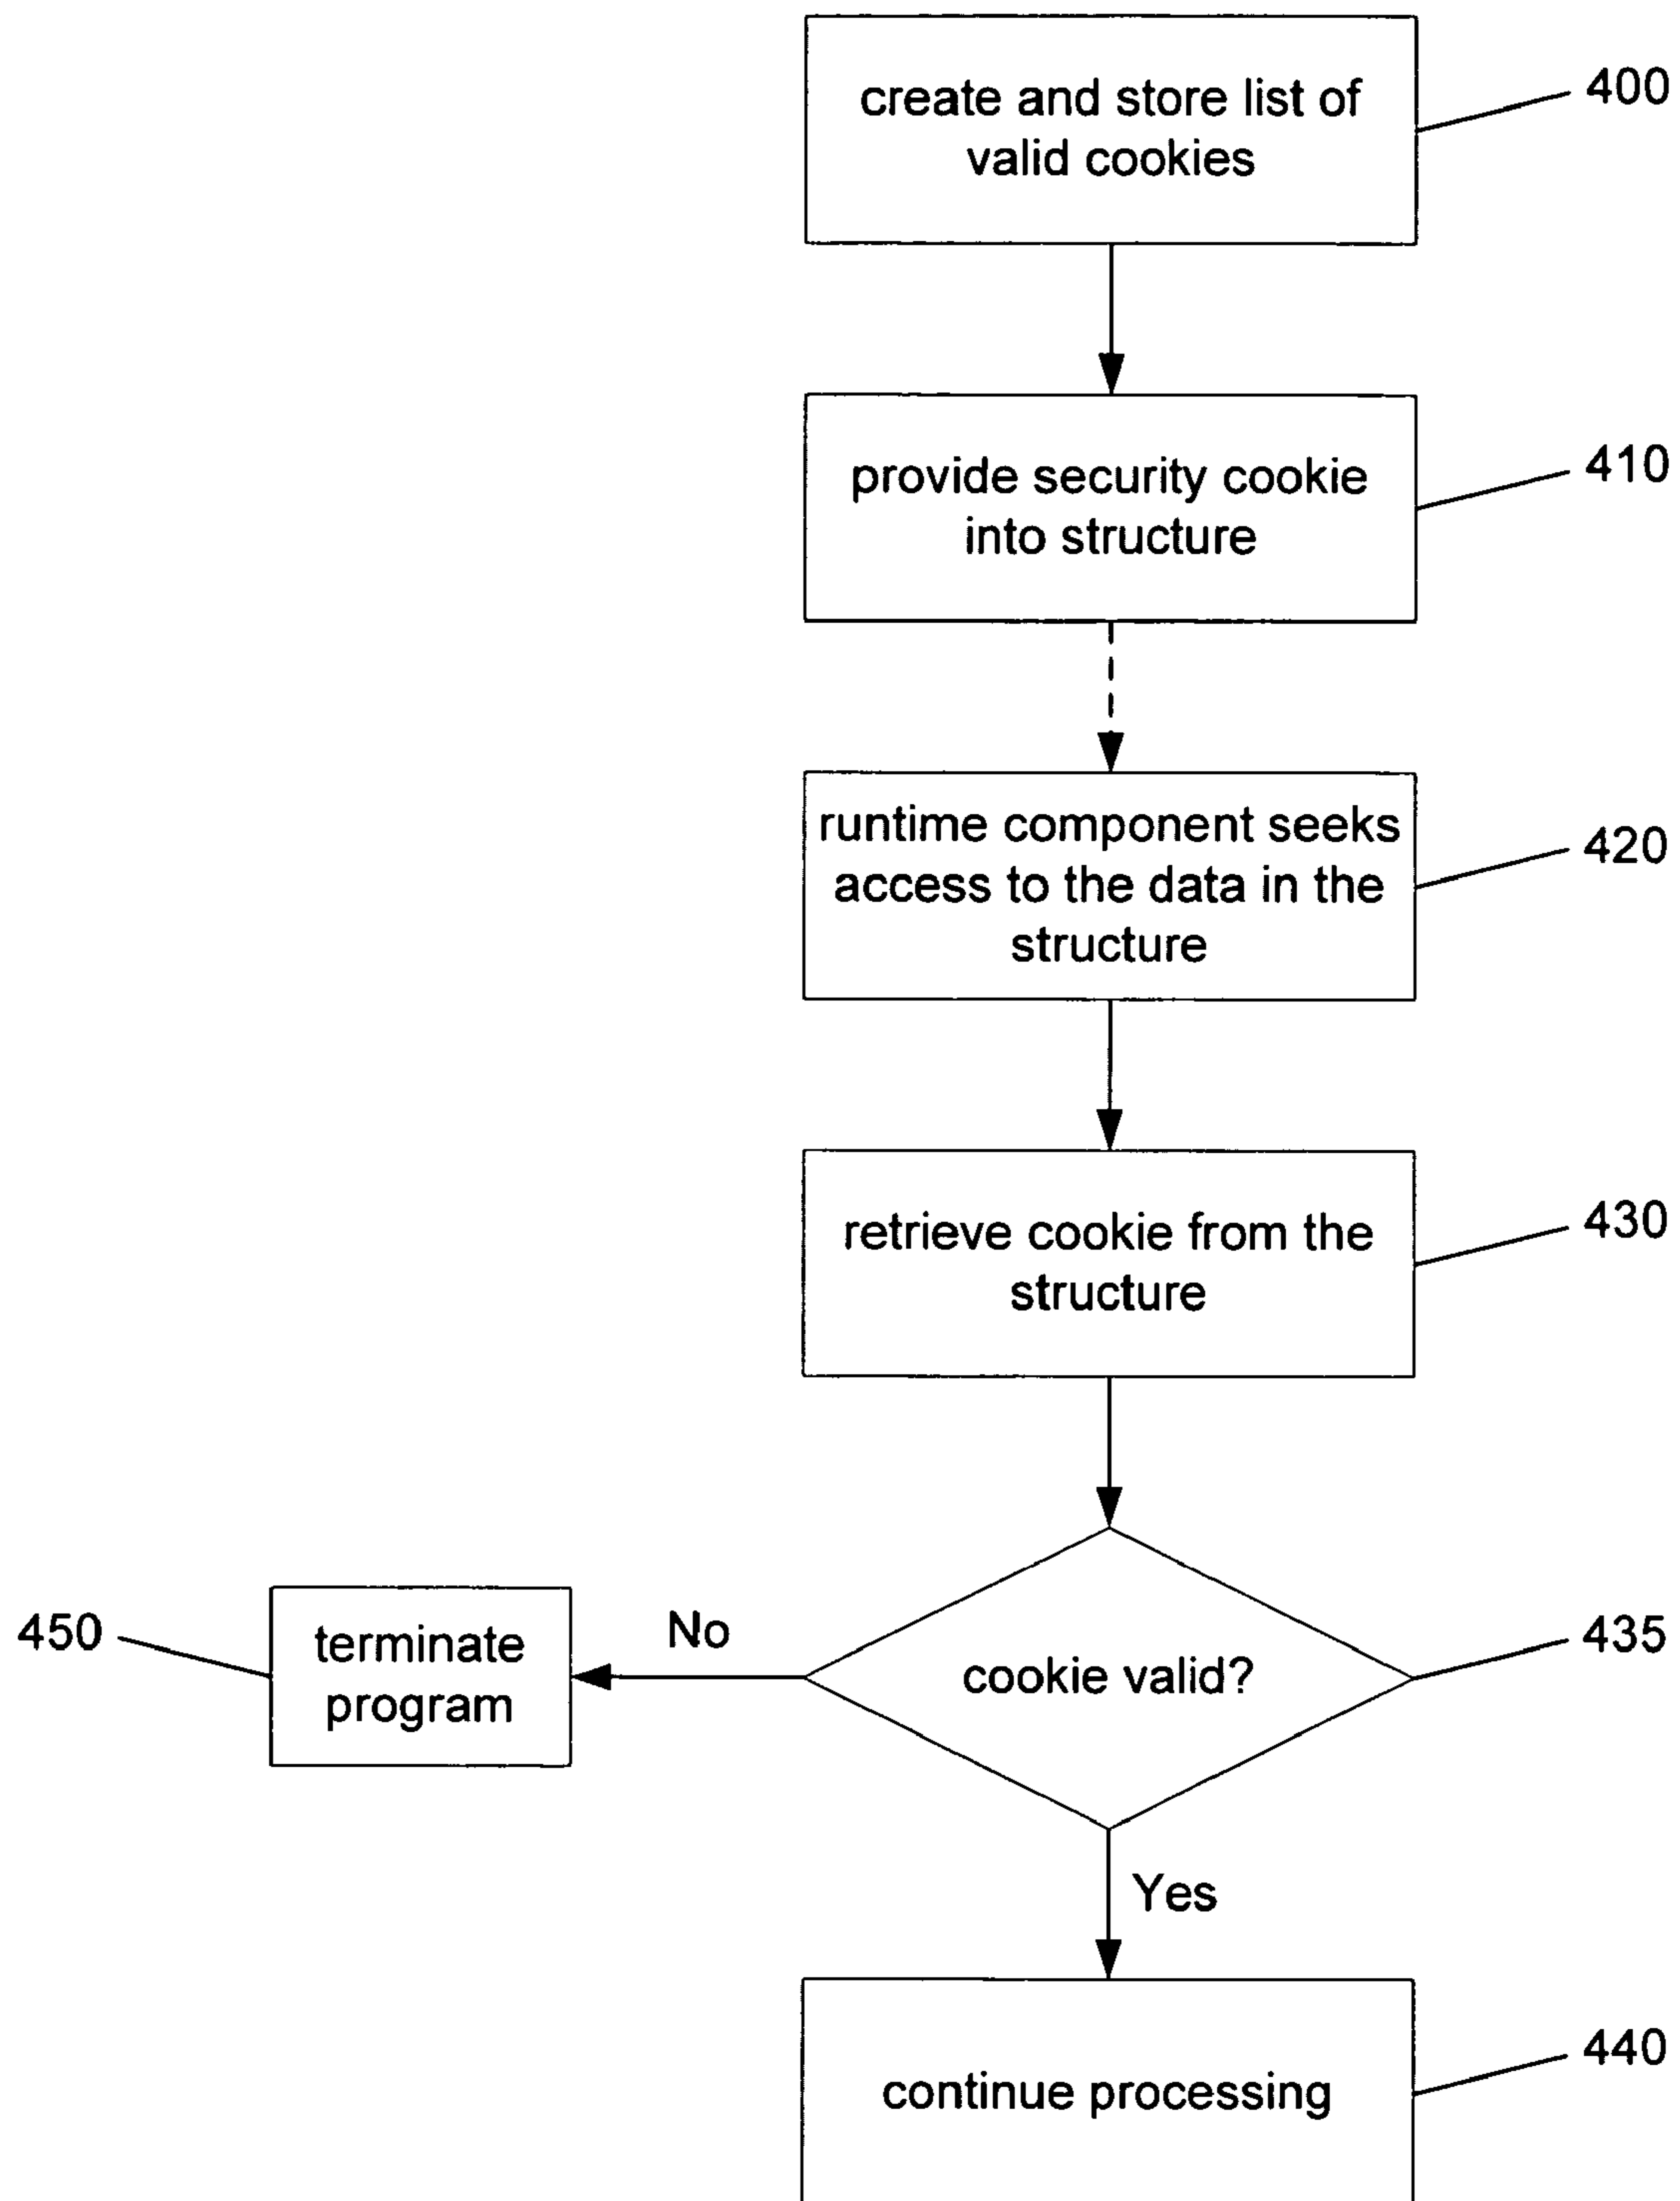 create and store list of
valid cookies
400
provide security cookie
into structure
410
runtime component seeks
access to the data in the
structure
420
retrieve cookie from the
structure
430
450
terminate
program
No
cookie valid?
435
Yes
continue processing
440